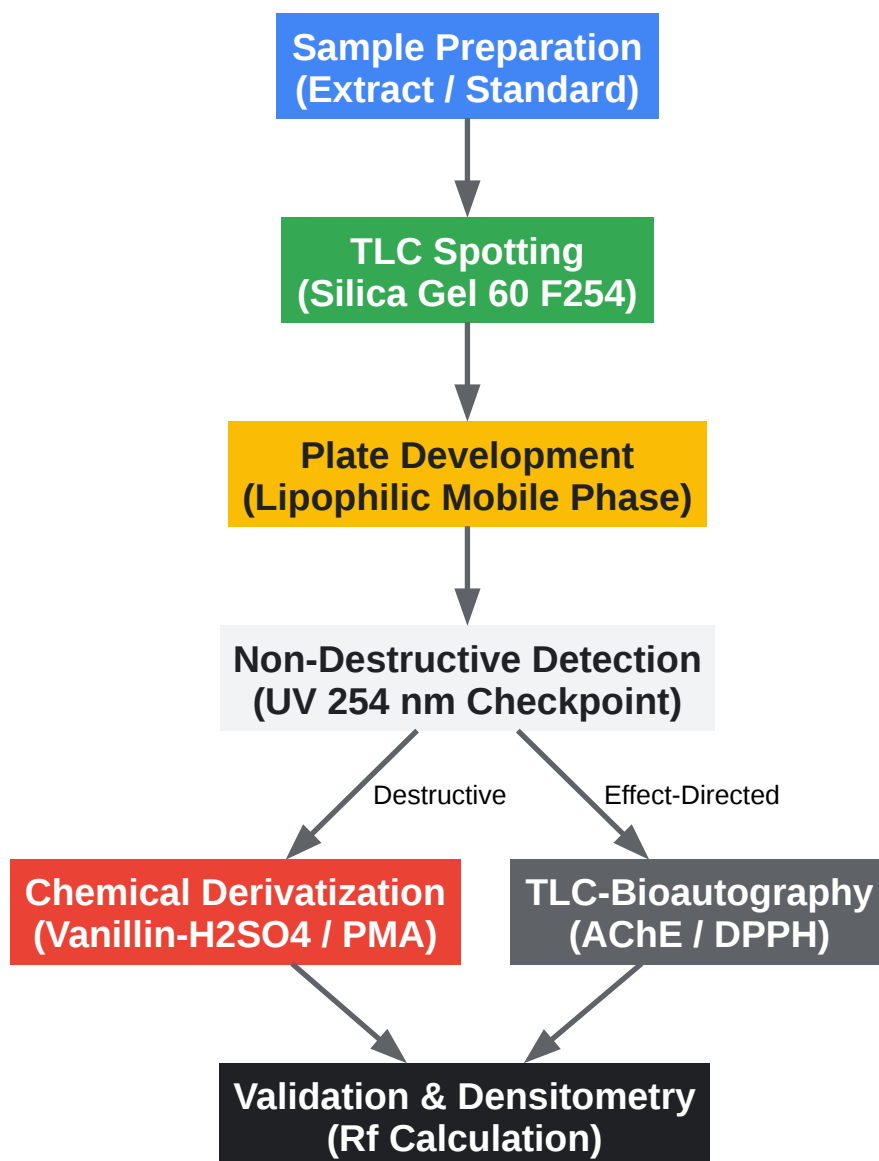 Sample Preparation
(Extract / Standard)
TLC Spotting
(Silica Gel 60 F254)
Plate Development
(Lipophilic Mobile Phase)
Non-Destructive Detection
(UV 254 nm Checkpoint)
Destructive
Effect-Directed
Chemical Derivatization
(Vanillin-H2SO4 / PMA)
TLC-Bioautography
(AChE / DPPH)
Validation & Densitometry
(Rf Calculation)